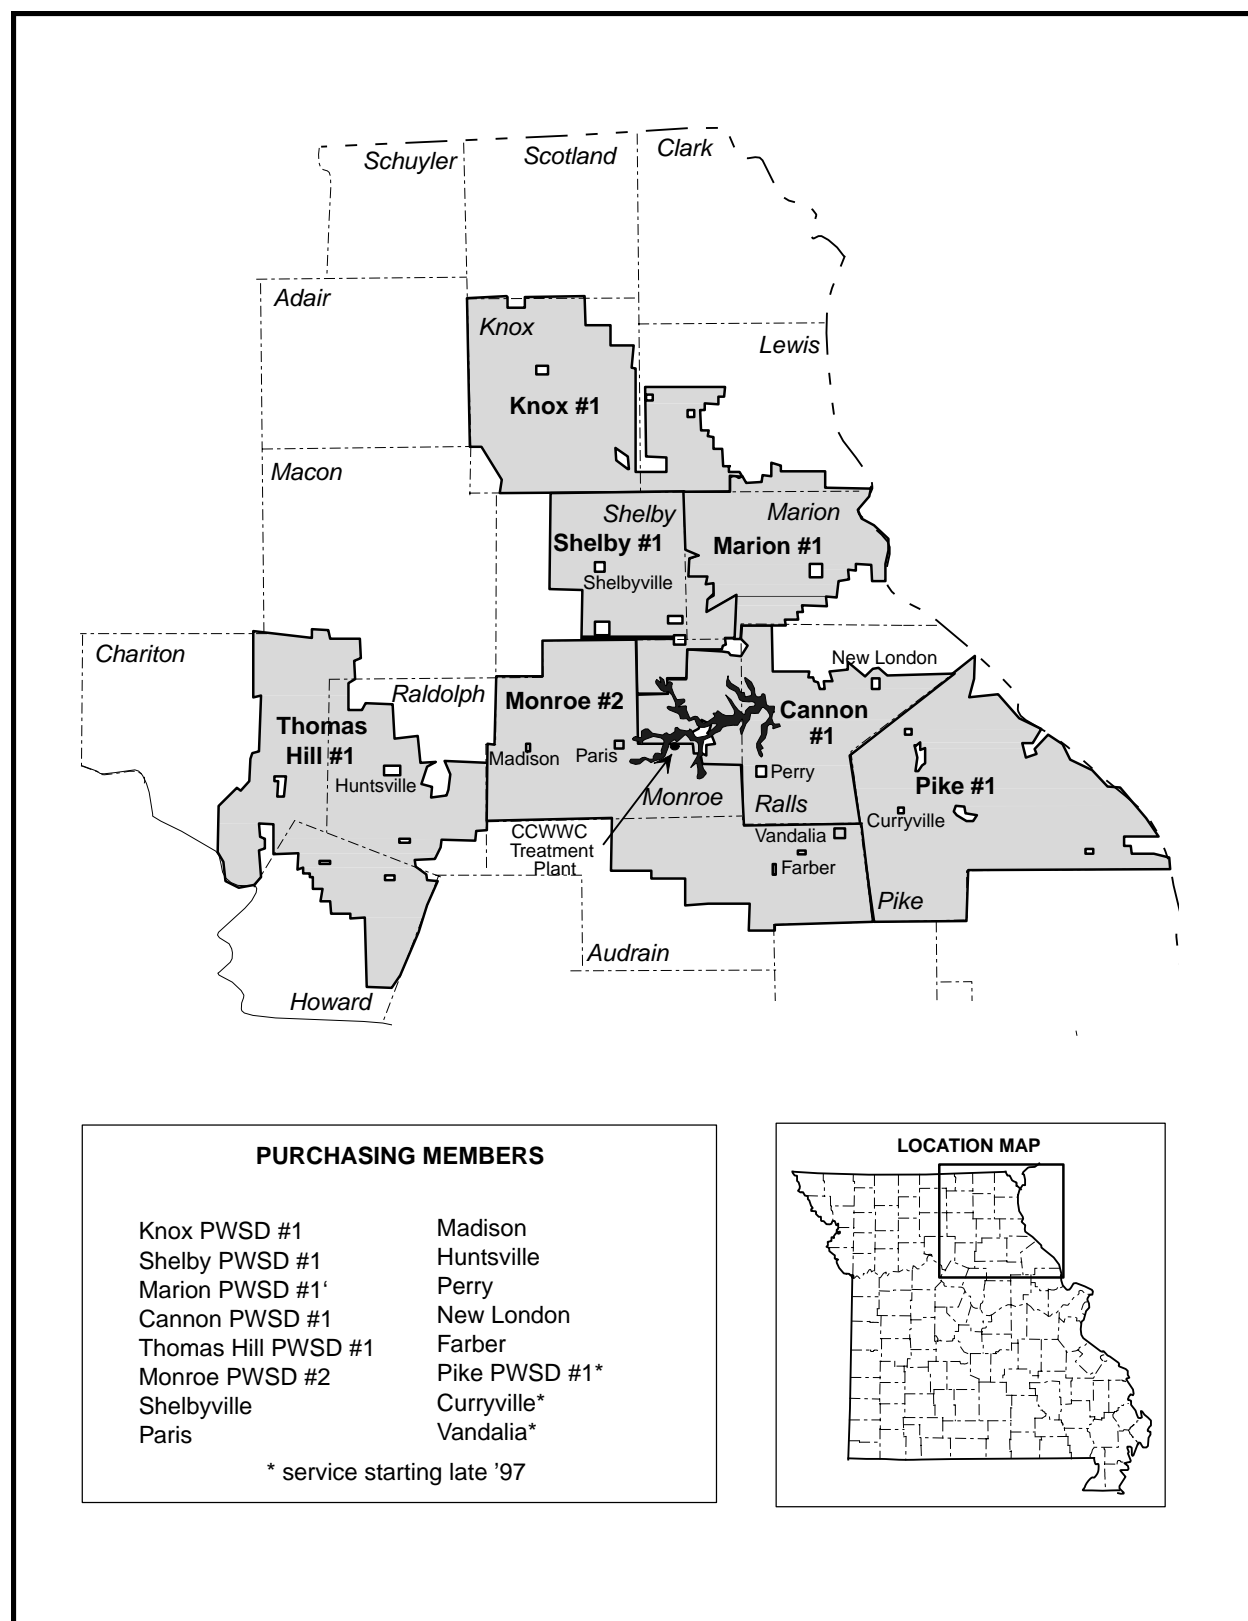 Schuyler
Scotland
Clark
Adair
Knox
Lewis
Knox #1
Macon
Shelby
Marion
Shelby #1
Marion #1
Shelbyville
Chariton
New London
Raldolph
Monroe #2
Cannon
#1
Thomas
Hill #1
Madison
Paris
Huntsville
Perry
Pike #1
Monroe
Ralls
Curryville
CCWWC
Treatment
Plant
Vandalia
Farber
Pike
Audrain
Howard
PURCHASING MEMBERS
Knox PWSD #1
Shelby PWSD #1
Marion PWSD #1‘
Cannon PWSD #1
Thomas Hill PWSD #1
Monroe PWSD #2
Shelbyville
Paris
Madison
Huntsville
Perry
New London
Farber
Pike PWSD #1*
Curryville*
Vandalia*
* service starting late ’97
LOCATION MAP